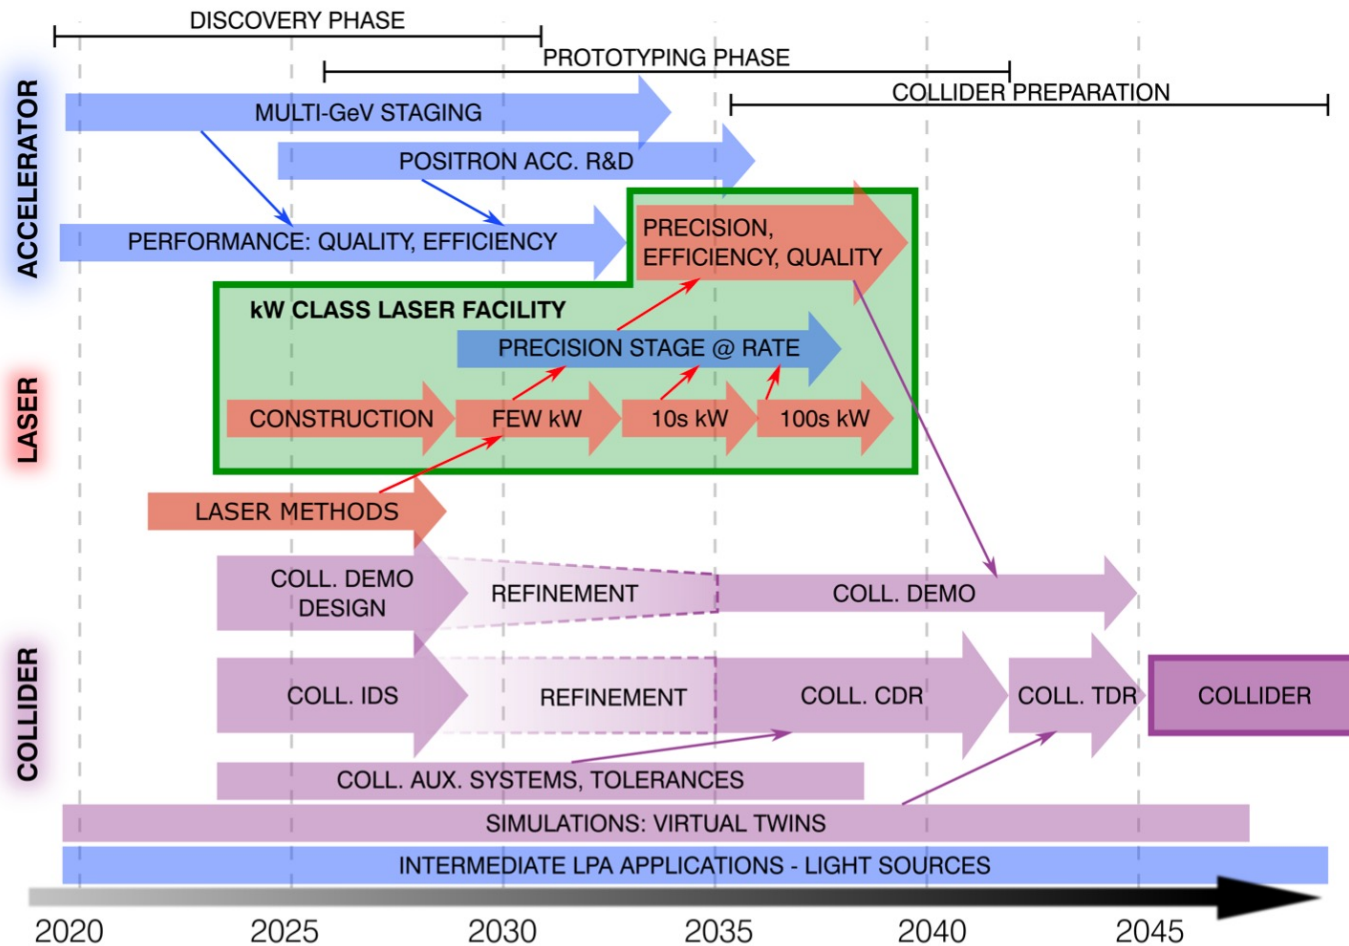 DISCOVERY PHASE
PROTOTYPING PHASE
COLLIDER PREPARATION
ACCELERATOR
MULTI-GeV STAGING
POSITRON ACC. R&D
PERFORMANCE: QUALITY, EFFICIENCY
PRECISION,
EFFICIENCY, QUALITY
kW CLASS LASER FACILITY
PRECISION STAGE @ RATE
LASER
CONSTRUCTION
FEW kW
10s kW
100s kW
LASER METHODS
COLL. DEMO
DESIGN
REFINEMENT
COLL. DEMO
COLLIDER
COLL. IDS
REFINEMENT
COLL. CDR
COLL. TDR
COLLIDER
COLL. AUX. SYSTEMS, TOLERANCES
SIMULATIONS: VIRTUAL TWINS
INTERMEDIATE LPA APPLICATIONS - LIGHT SOURCES
2020
2025
2030
2035
2040
2045